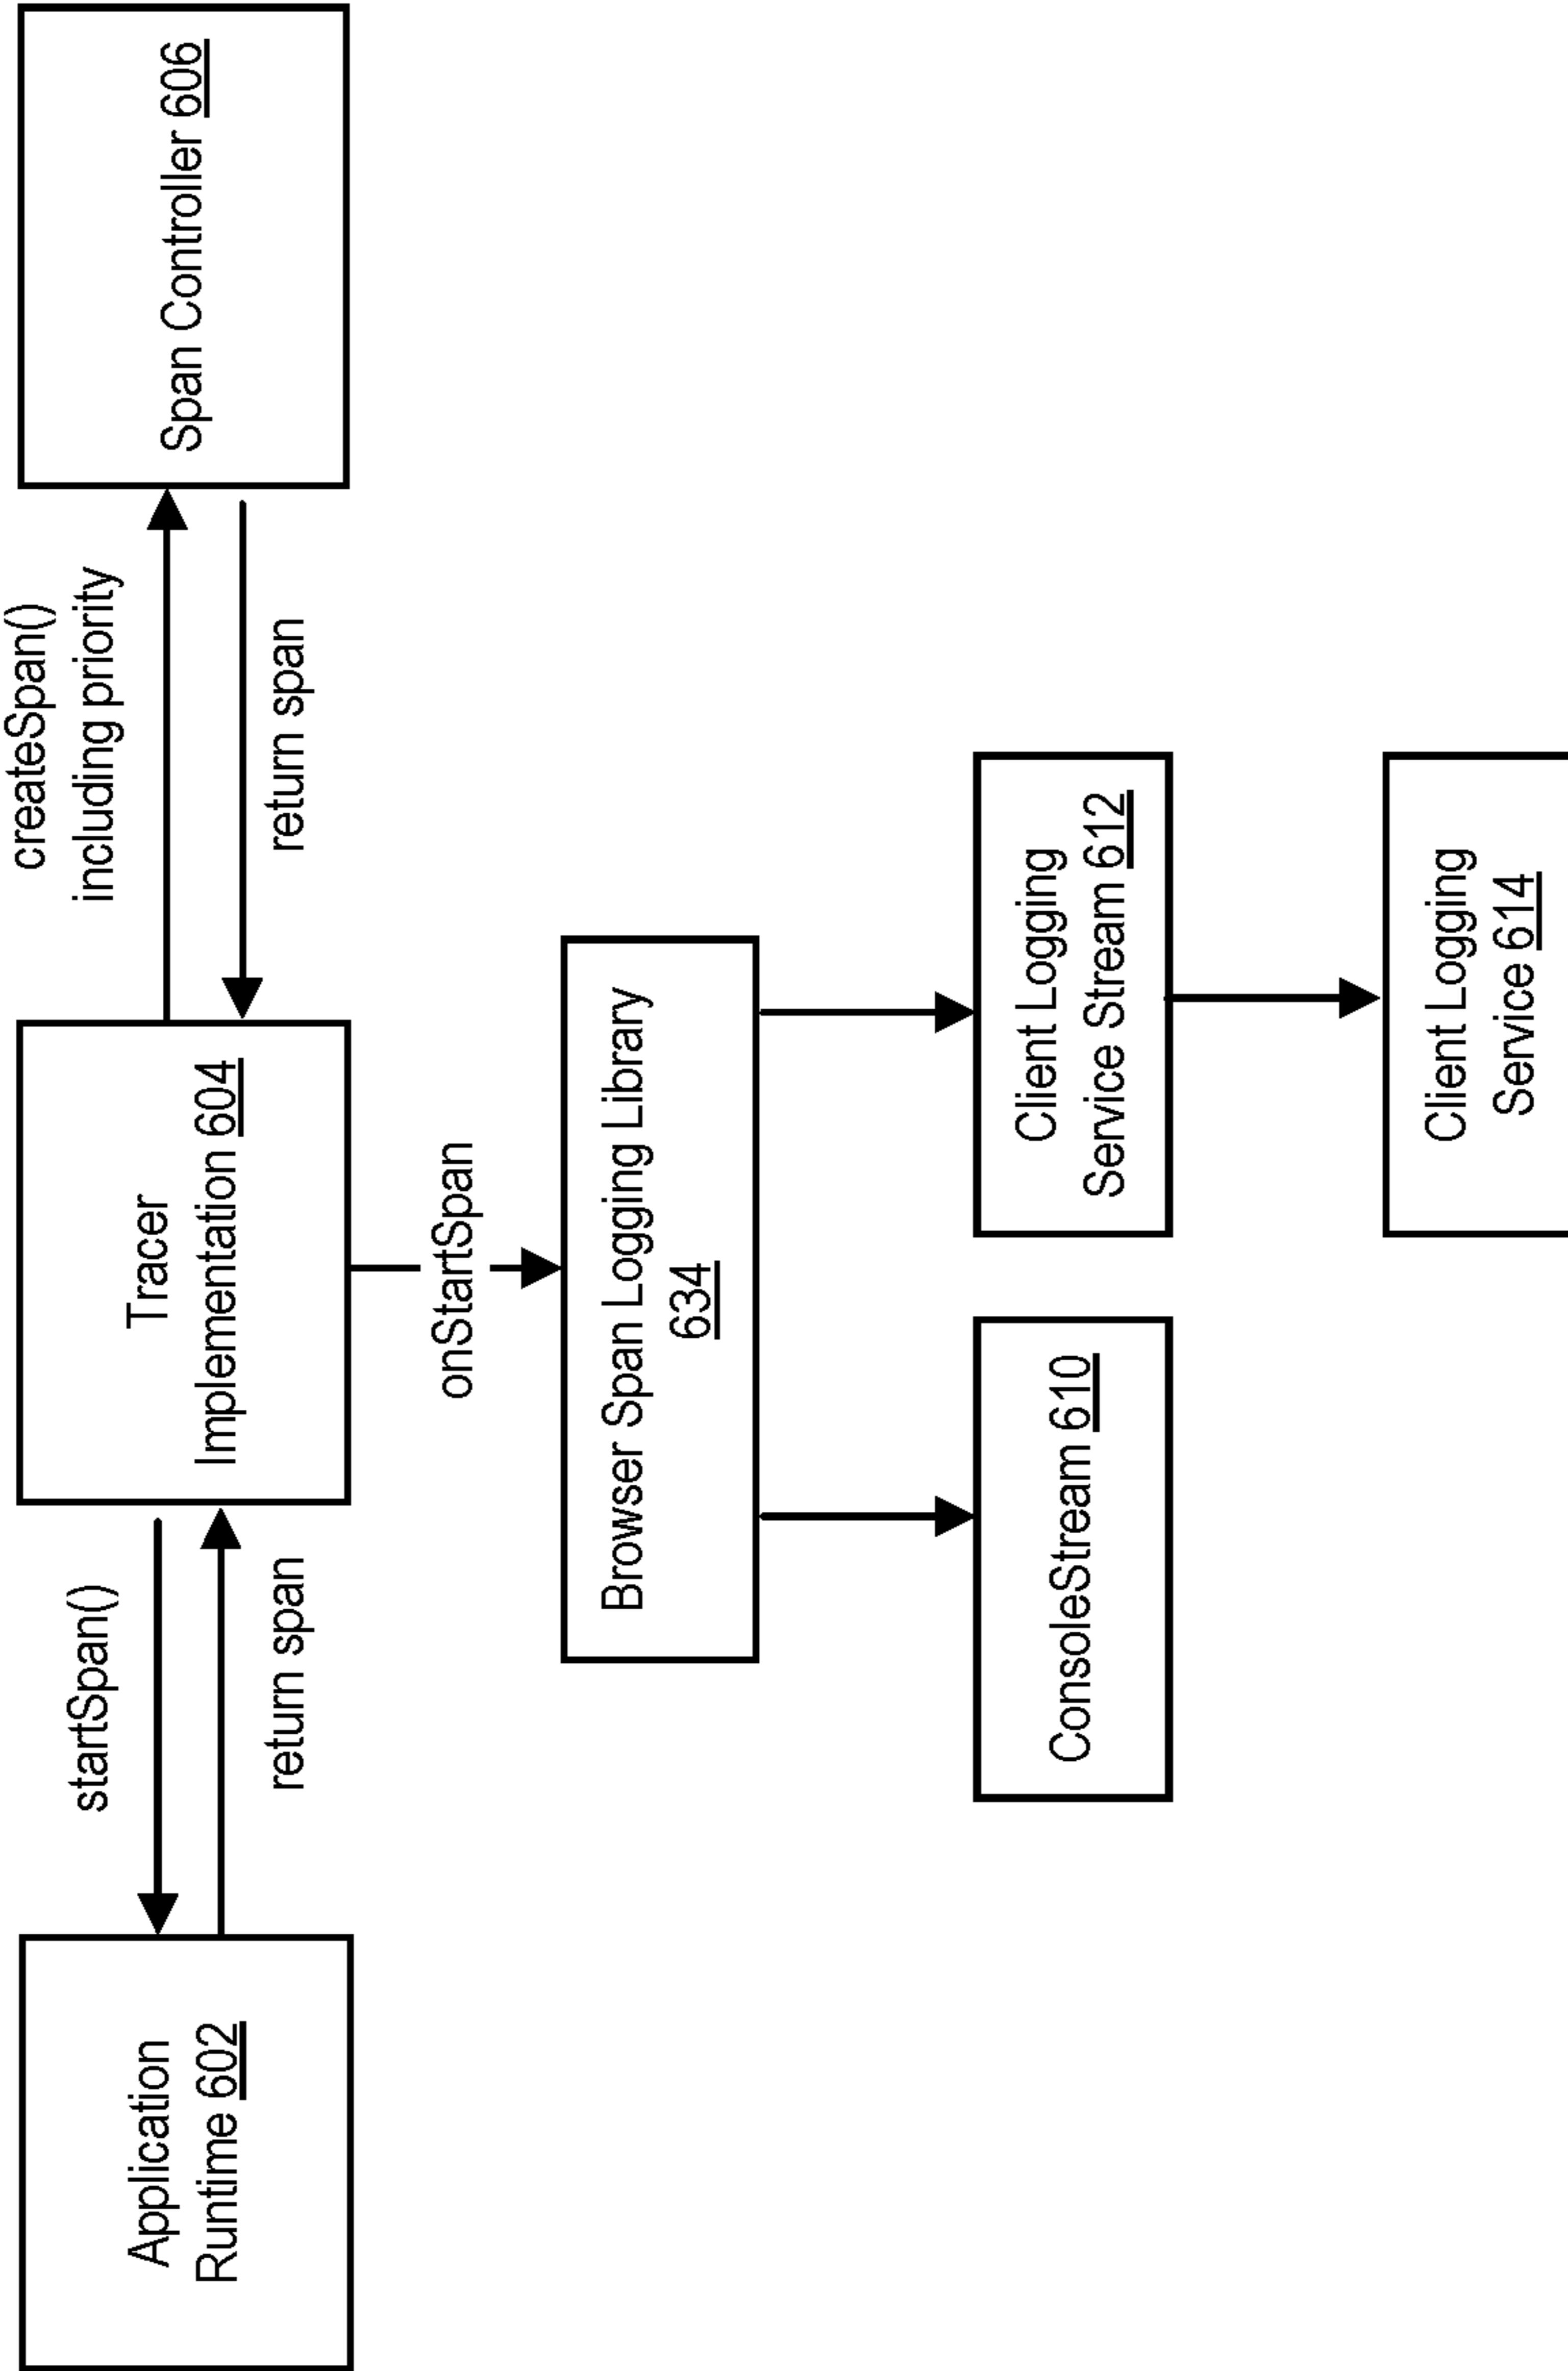 Application
Runtime 602
startSpan()
return span
Tracer
Implementation 604
createSpan()
including priority
return span
Span Controller 606
onStartSpan
Browser Span Logging Library
634
ConsoleStream 610
Client Logging
Service Stream 612
Client Logging
Service 614